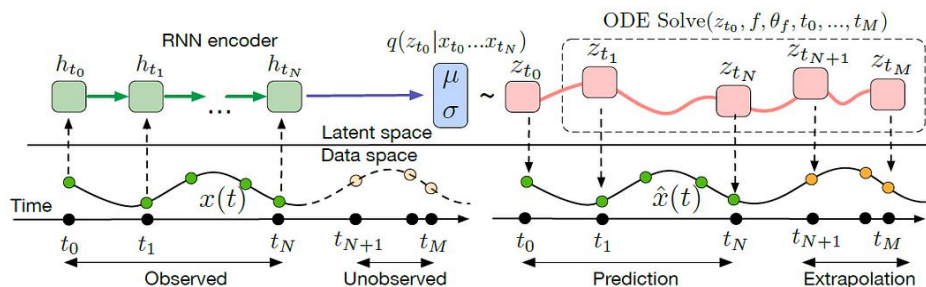 ODE Solve(z_{t_0}, f, θ_f, t_0, ..., t_M)
RNN encoder
q(z_{t_0}|x_{t_0}...x_{t_N})
h_{t_0} h_{t_1} h_{t_N}
z_{t_0} z_{t_1} z_{t_N} z_{t_{N+1}} z_{t_M}
...
μ
σ
~
Latent space
Data space
x(t) x̂(t)
Time
t_0 t_1 t_N t_{N+1} t_M t_0 t_1 t_N t_{N+1} t_M
Observed Unobserved Prediction Extrapolation